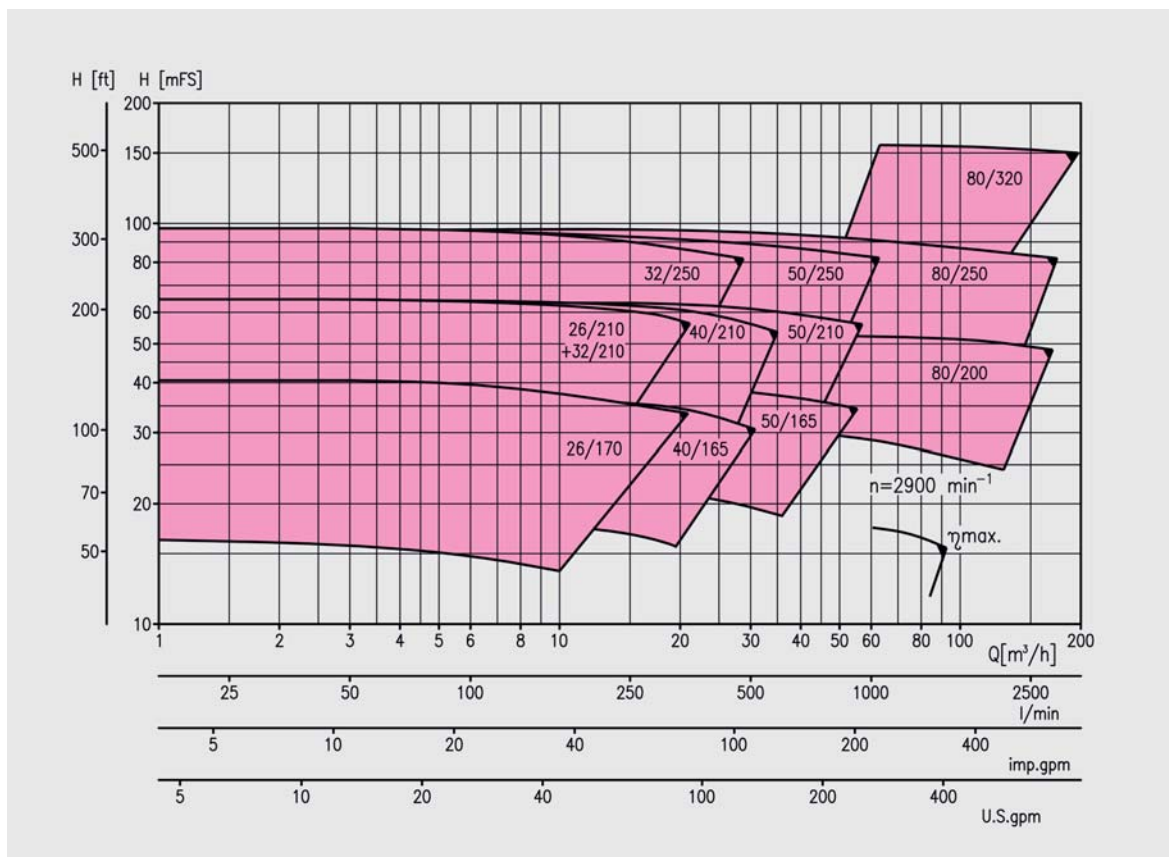 H [ft] H [mFS]
200
500 150
80/320
300 100
80
32/250 50/250 80/250
200 60
26/210 40/210 50/210
50
+32/210
80/200
40
100 30
26/170 40/165 50/165
n=2900 min⁻¹
70 20
ηmax.
50
10
1 2 3 4 5 6 8 10 20 30 40 50 60 80 100 200
Q[m³/h]
25 50 100 250 500 1000 2500
l/min
5 10 20 40 100 200 400
imp.gpm
5 10 20 40 100 200 400
U.S.gpm